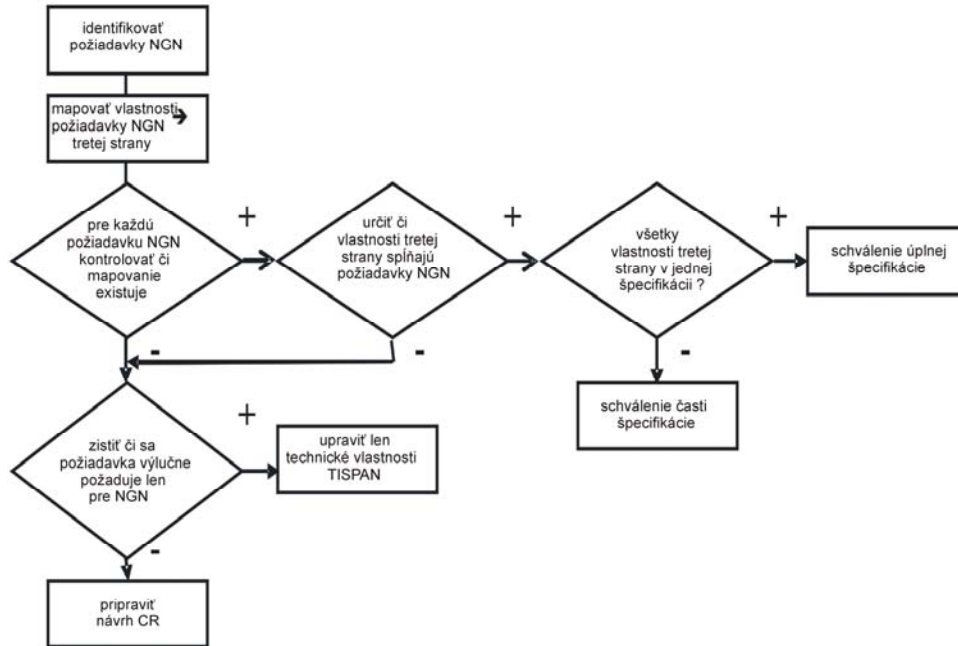 identifikovať
požiadavky NGN
mapovať vlastnosti
požiadavky NGN →
tretej strany
pre každú
požiadavku NGN
kontrolovať či
mapovanie
existuje
+
určiť či
vlastnosti tretej
strany spĺňajú
požiadavky NGN
+
všetky
vlastnosti tretej
strany v jednej
špecifikácii ?
+
schválenie úplnej
špecifikácie
-
-
-
schválenie časti
špecifikácie
zistiť či sa
požiadavka výlučne
požaduje len
pre NGN
+
upraviť len
technické vlastnosti
TISPAN
-
pripraviť
návrh CR